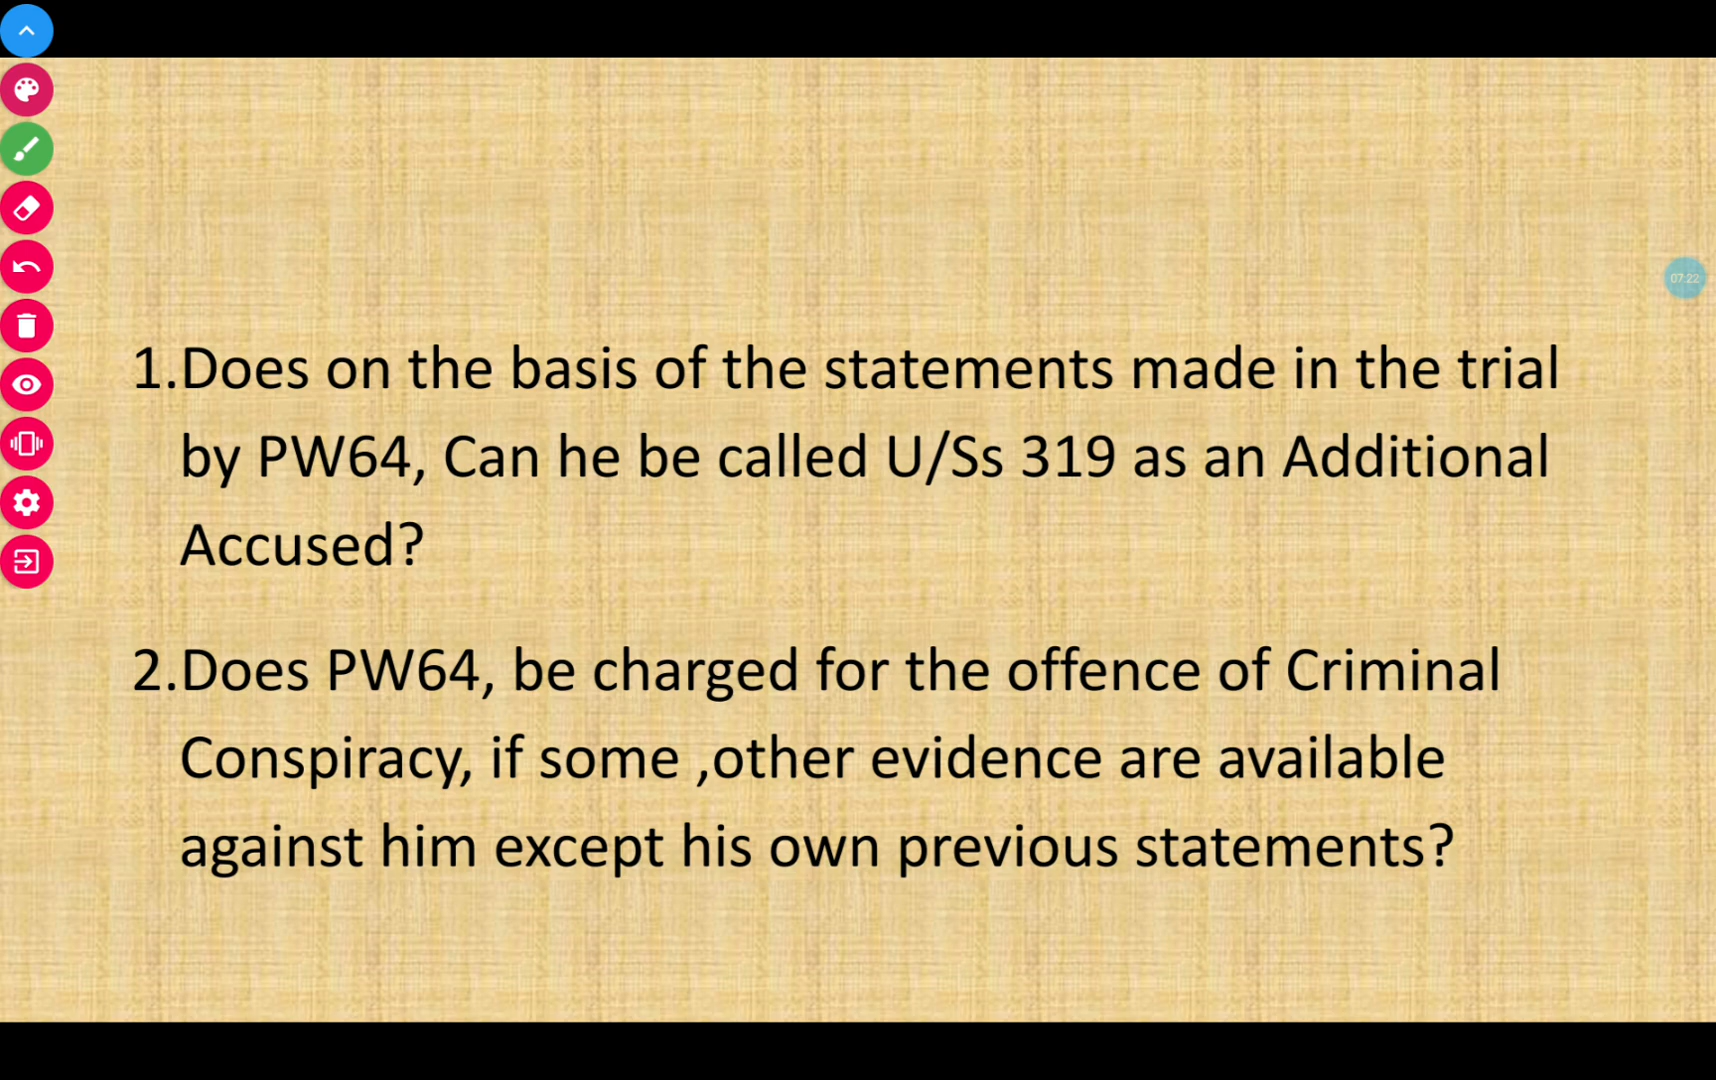 07:22
1.Does on the basis of the statements made in the trial
by PW64, Can he be called U/Ss 319 as an Additional
Accused?
2.Does PW64, be charged for the offence of Criminal
Conspiracy, if some ,other evidence are available
against him except his own previous statements?